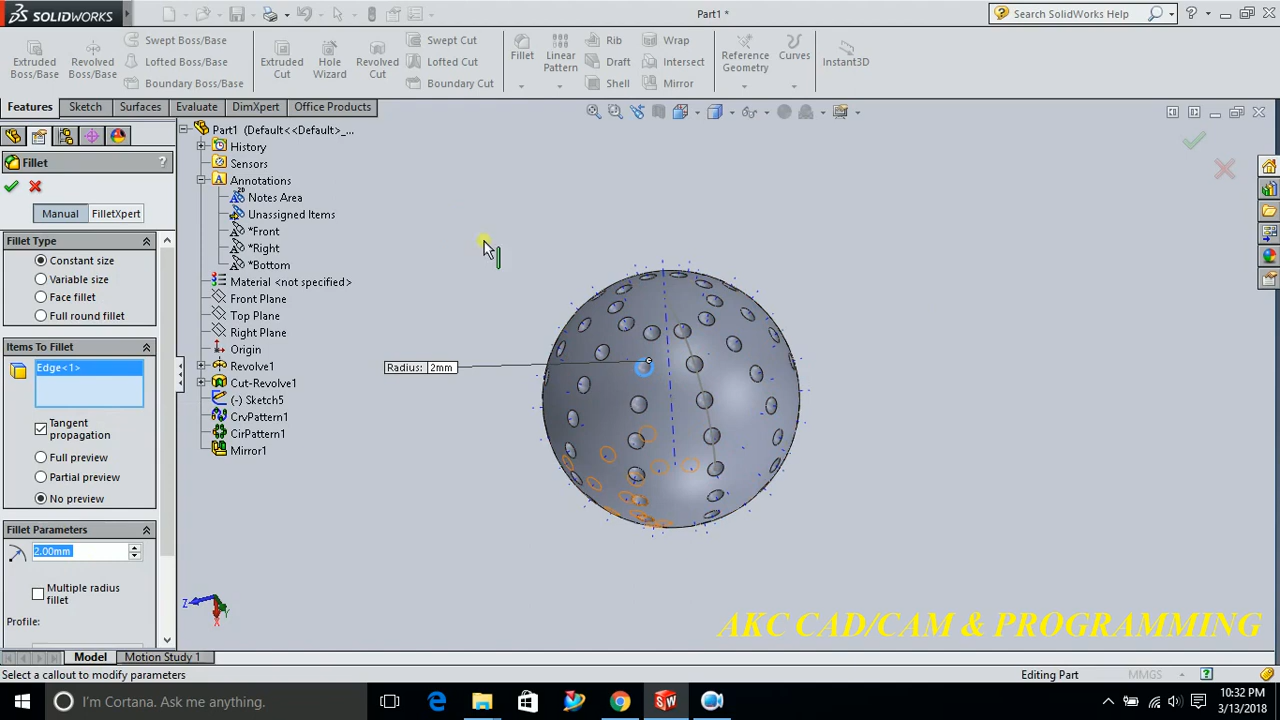 SOLIDWORKS
Part1 *
Search SolidWorks Help
Extruded Boss/Base
Revolved Boss/Base
Swept Boss/Base
Lofted Boss/Base
Boundary Boss/Base
Extruded Cut
Hole Wizard
Revolved Cut
Swept Cut
Lofted Cut
Boundary Cut
Fillet
Linear Pattern
Rib
Draft
Shell
Wrap
Intersect
Mirror
Reference Geometry
Curves
Instant3D
Features
Sketch
Surfaces
Evaluate
DimXpert
Office Products
Fillet
?
Manual
FilletXpert
Fillet Type
Constant size
Variable size
Face fillet
Full round fillet
Items To Fillet
Edge<1>
Tangent propagation
Full preview
Partial preview
No preview
Fillet Parameters
2.00mm
Multiple radius fillet
Profile:
Part1 (Default<<Default>_...
History
Sensors
Annotations
Notes Area
Unassigned Items
*Front
*Right
*Bottom
Material <not specified>
Front Plane
Top Plane
Right Plane
Origin
Revolve1
Cut-Revolve1
(-) Sketch5
CrvPattern1
CirPattern1
Mirror1
Radius: 2mm
Z
AKC CAD/CAM & PROGRAMMING
Model
Motion Study 1
Select a callout to modify parameters
Editing Part
MMGS
I'm Cortana. Ask me anything.
10:32 PM
3/13/2018